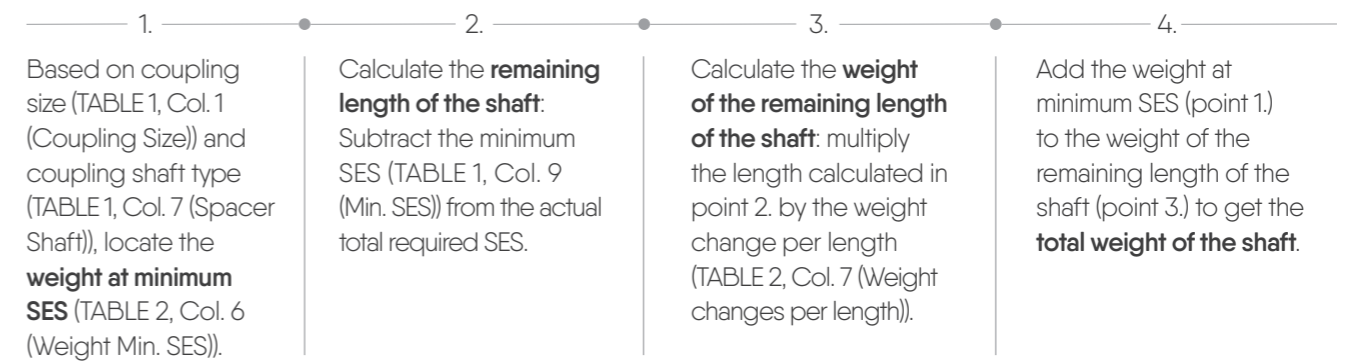 1.
Based on coupling
size (TABLE 1, Col. 1
(Coupling Size)) and
coupling shaft type
(TABLE 1, Col. 7 (Spacer
Shaft)), locate the
weight at minimum
SES (TABLE 2, Col. 6
(Weight Min. SES)).
2.
Calculate the remaining
length of the shaft:
Subtract the minimum
SES (TABLE 1, Col. 9
(Min. SES)) from the actual
total required SES.
3.
Calculate the weight
of the remaining length
of the shaft: multiply
the length calculated in
point 2. by the weight
change per length
(TABLE 2, Col. 7 (Weight
changes per length)).
4.
Add the weight at
minimum SES (point 1.)
to the weight of the
remaining length of the
shaft (point 3.) to get the
total weight of the shaft.